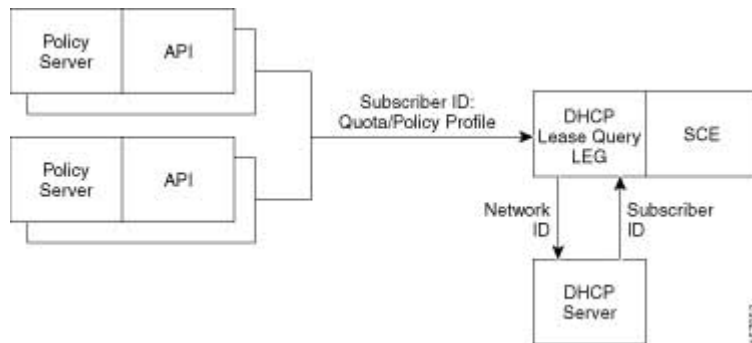 Policy
Server
API
Subscriber ID:
Quota/Policy Profile
DHCP
Lease Query
LEG
SCE
Policy
Server
API
Network
ID
Subscriber
ID
DHCP
Server